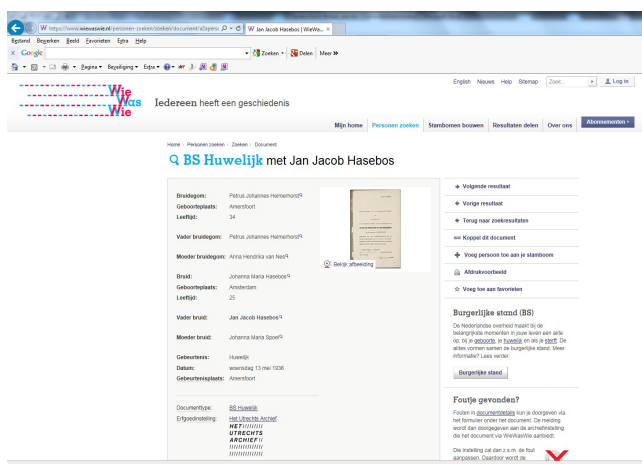 W https://www.wiewaswie.nl/personen-zoeken/zoeken/document/a2apers
W Jan Jacob Hasebos | WieWa...
Bestand Bewerken Beeld Favorieten Extra Help
x Google Zoeken Delen Meer »
Pagina Beveiliging Extra
English Nieuws Help Sitemap Zoek... Log in
Wie
Was
Wie
Iedereen heeft een geschiedenis
Mijn home Personen zoeken Stambomen bouwen Resultaten delen Over ons Abonnementen
Home Personen zoeken Zoeken Document
BS Huwelijk met Jan Jacob Hasebos
Bruidegom: Petrus Johannes Helmerhorst
Geboorteplaats: Amersfoort
Leeftijd: 34
Vader bruidegom: Petrus Johannes Helmerhorst
Moeder bruidegom: Anna Hendrika van Nes
Bruid: Johanna Maria Hasebos
Geboorteplaats: Amsterdam
Leeftijd: 25
Vader bruid: Jan Jacob Hasebos
Moeder bruid: Johanna Maria Spoel
Gebeurtenis: Huwelijk
Datum: woensdag 13 mei 1936
Gebeurtenisplaats: Amersfoort
Documenttype: BS Huwelijk
Erfgoedinstelling: Het Utrechts Archief
HET
UTRECHTS
ARCHIEF
Bekijk afbeelding
Volgende resultaat
Vorige resultaat
Terug naar zoekresultaten
Koppel dit document
Voeg persoon toe aan je stamboom
Afdrukvoorbeeld
Voeg toe aan favorieten
Burgerlijke stand (BS)
De Nederlandse overheid maakt bij de
belangrijkste momenten in jouw leven een akte
op: bij je geboorte, je huwelijk en als je sterft. De
aktes vormen samen de burgerlijke stand. Meer
informatie? Lees verder:
Burgerlijke stand
Foutje gevonden?
Fouten in documentdetails kun je doorgeven via
het formulier onder het document. De melding
wordt dan doorgegeven aan de archiefinstelling
die het document via WieWasWie aanbiedt.
Die instelling zal dan z.s.m. de fout
aanpassen. Daardoor wordt de